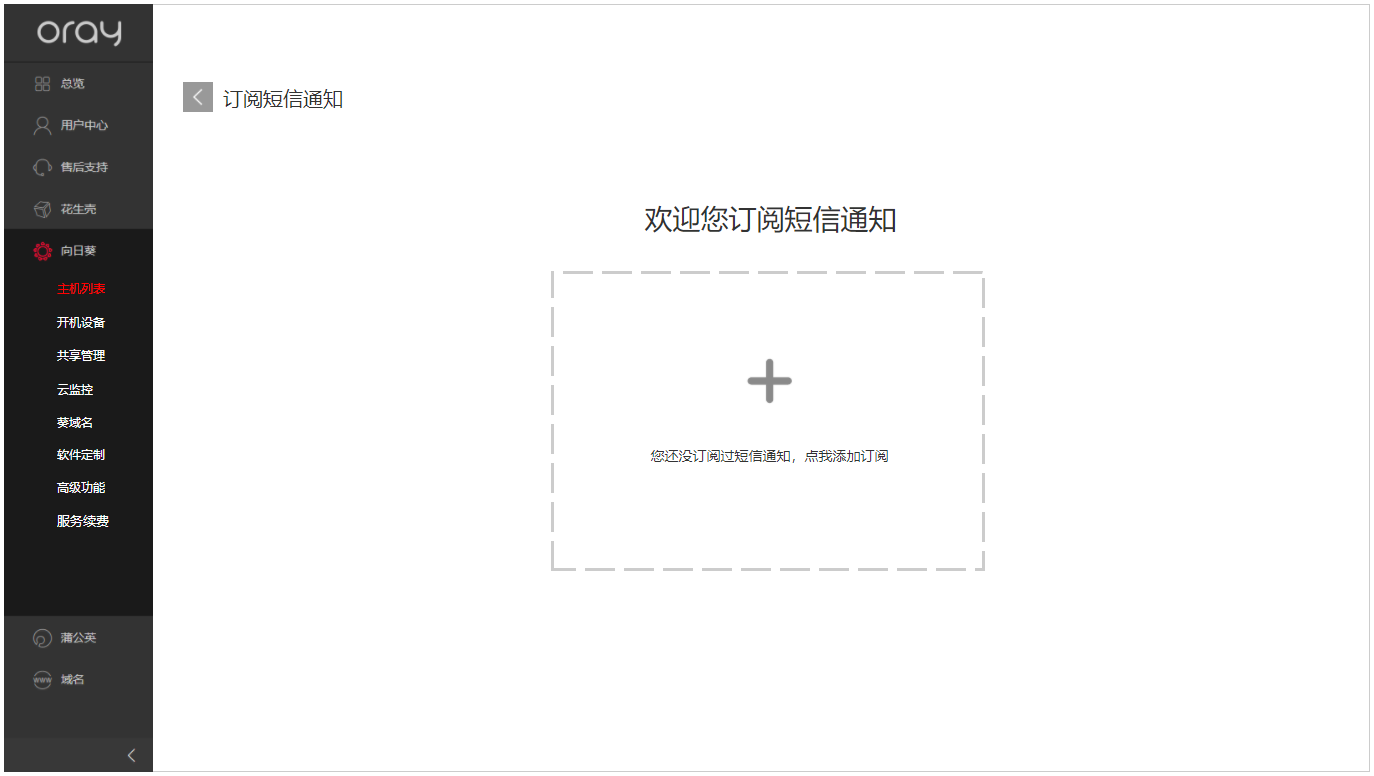 oray
总览
用户中心
售后支持
花生壳
向日葵
主机列表
开机设备
共享管理
云监控
葵域名
软件定制
高级功能
服务续费
蒲公英
www 域名
订阅短信通知
欢迎您订阅短信通知
您还没订阅过短信通知，点我添加订阅